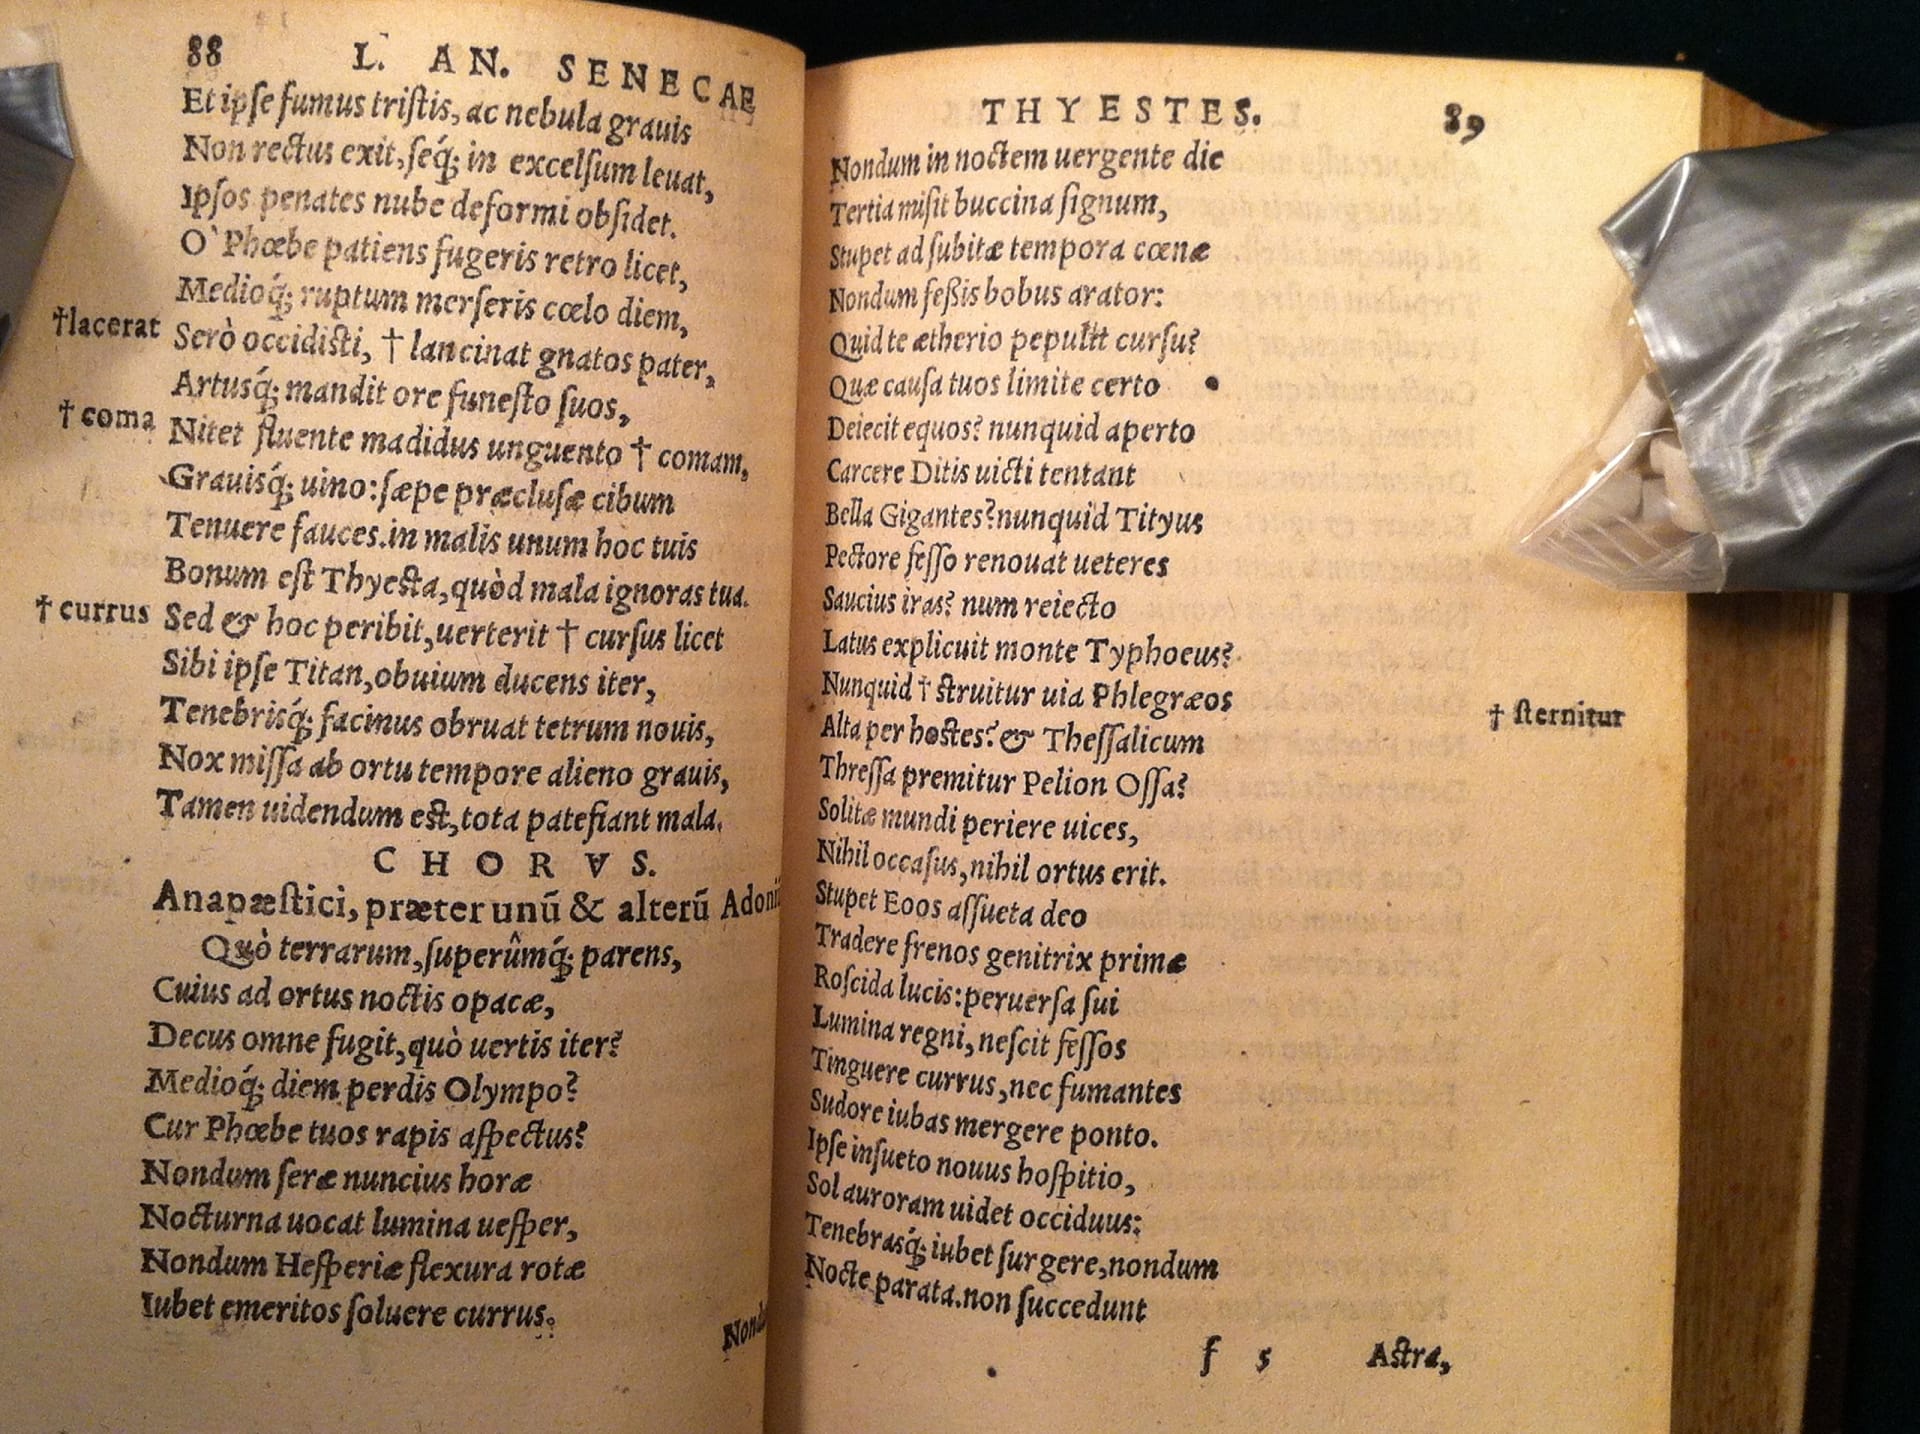 88 L. AN. SENECAE
Et ipſe fumus triſtis, ac nebula grauis
Non rectus exit, ſeq́; in excelſum leuat,
Ipſos penates nube deformi obſidet.
O` Phœbe patiens fugeris retro licet,
Medioq́; ruptum merſeris cœlo diem,
†lacerat Serò occidisti, † lancinat gnatos pater,
Artusq́; mandit ore funeſto ſuos,
† coma Nitet fluente madidus unguento † comam,
Grauisq́; uino: ſæpe præcluſæ cibum
Tenuere fauces. in malis unum hoc tuis
Bonum eſt Thyesta, quòd mala ignoras tua.
† currus Sed & hoc peribit, uerterit † curſus licet
Sibi ipſe Titan, obuium ducens iter,
Tenebrisq́; facinus obruat tetrum nouis,
Nox miſſa ab ortu tempore alieno grauis,
Tamen uidendum est, tota patefiant mala.
CHORVS.
Anapæſtici, præter unū & alterū
Quò terrarum, ſuperûmq́; parens,
Cuius ad ortus noctis opacæ,
Decus omne fugit, quò uertis iter?
Medioq́; diem perdis Olympo?
Cur Phœbe tuos rapis aſpectus?
Nondum ſeræ nuncius horæ
Nocturna uocat lumina ueſper,
Nondum Heſperiæ flexura rotæ
Iubet emeritos ſoluere currus.
THYESTES. 89
Nondum in noctem uergente die
Tertia miſit buccina ſignum,
Stupet ad ſubitæ tempora cœnæ
Nondum feßis bobus arator:
Quid te ætherio pepulit curſu?
Quæ cauſa tuos limite certo
Deiecit equos? nunquid aperto
Carcere Ditis uicti tentant
Bella Gigantes? nunquid Tityus
Pectore feſſo renouat ueteres
Saucius iras? num reiecto
Latus explicuit monte Typhoeus?
Nunquid † struitur uia Phlegræos † ſternitur
Alta per hostes? & Theſſalicum
Threſſa premitur Pelion Oſſa?
Solitæ mundi periere uices,
Nihil occaſus, nihil ortus erit.
Stupet Eoos aſſueta deo
Tradere frenos genitrix primæ
Roſcida lucis: peruerſa ſui
Lumina regni, neſcit feſſos
Tinguere currus, nec fumantes
Sudore iubas mergere ponto.
Ipſe inſueto nouus hoſpitio,
Sol auroram uidet occiduus:
Tenebrasq́; iubet ſurgere, nondum
Nocte parata. non ſuccedunt
f 5 Astra,